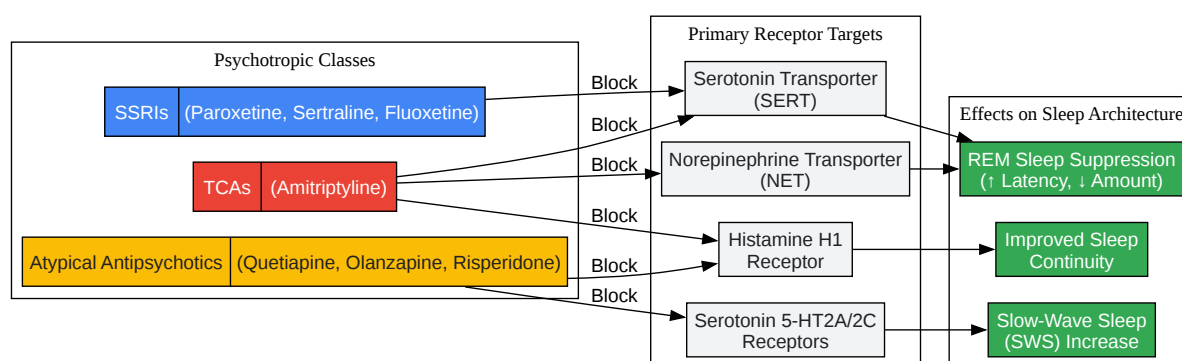 Psychotropic Classes
SSRIs (Paroxetine, Sertraline, Fluoxetine)
TCAs (Amitriptyline)
Atypical Antipsychotics (Quetiapine, Olanzapine, Risperidone)
Block
Block
Block
Block
Block
Primary Receptor Targets
Serotonin Transporter
(SERT)
Norepinephrine Transporter
(NET)
Histamine H1
Receptor
Serotonin 5-HT2A/2C
Receptors
Effects on Sleep Architecture
REM Sleep Suppression
(↑ Latency, ↓ Amount)
Improved Sleep
Continuity
Slow-Wave Sleep
(SWS) Increase